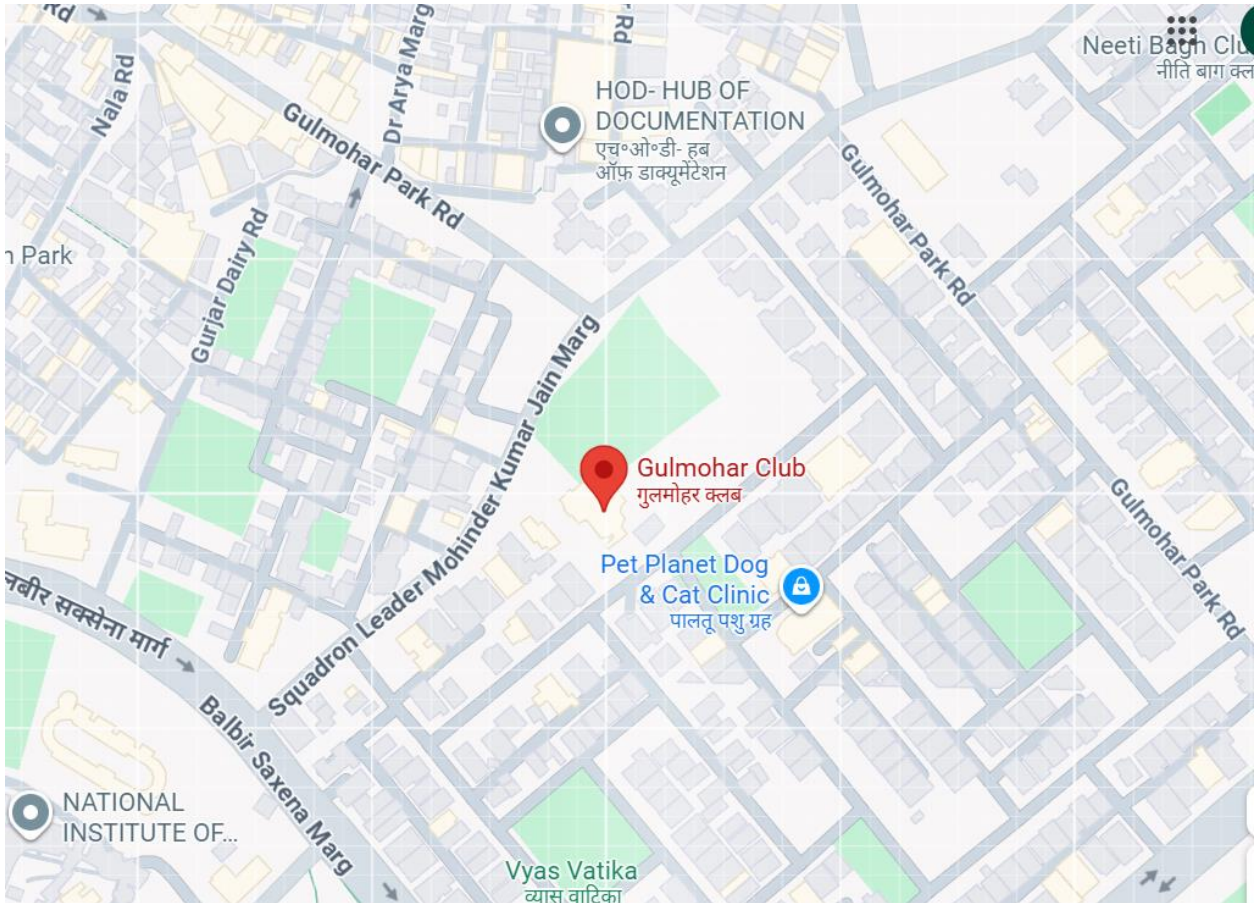 Rd
Nala Rd
Gulmohar Park Rd
Dr Arya Marg
Rd
HOD- HUB OF
DOCUMENTATION
एच॰ओ॰डी- हब
ऑफ़ डाक्यूमेंटेशन
Neeti Bagh Clu
नीति बाग क्ल
Gulmohar Park Rd
Park
Gurjar Dairy Rd
Squadron Leader Mohinder Kumar Jain Marg
Gulmohar Club
गुलमोहर क्लब
Gulmohar Park Rd
Pet Planet Dog
& Cat Clinic
पालतू पशु ग्रह
लबीर सक्सेना मार्ग
Balbir Saxena Marg
NATIONAL
INSTITUTE OF...
Vyas Vatika
व्यास वाटिका